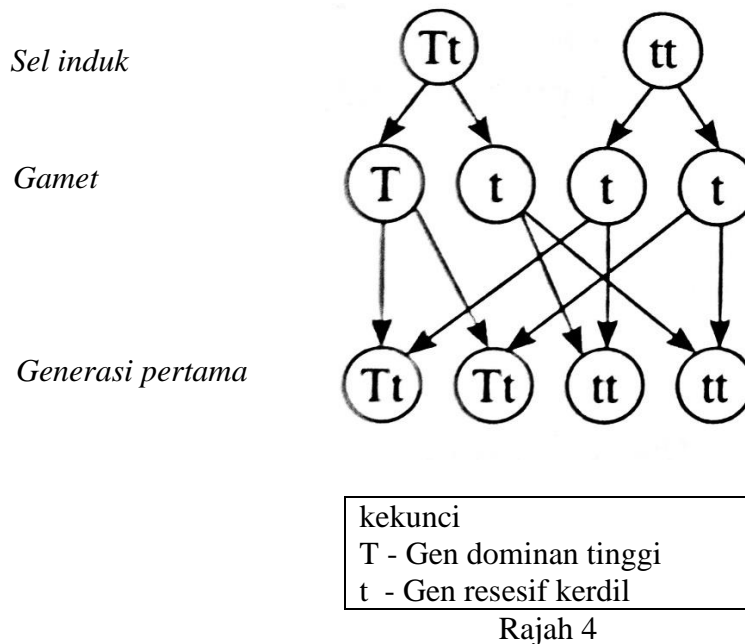 Sel induk Tt tt
Gamet T t t t
Generasi pertama Tt Tt tt tt
kekunci
T - Gen dominan tinggi
t - Gen resesif kerdil
Rajah 4